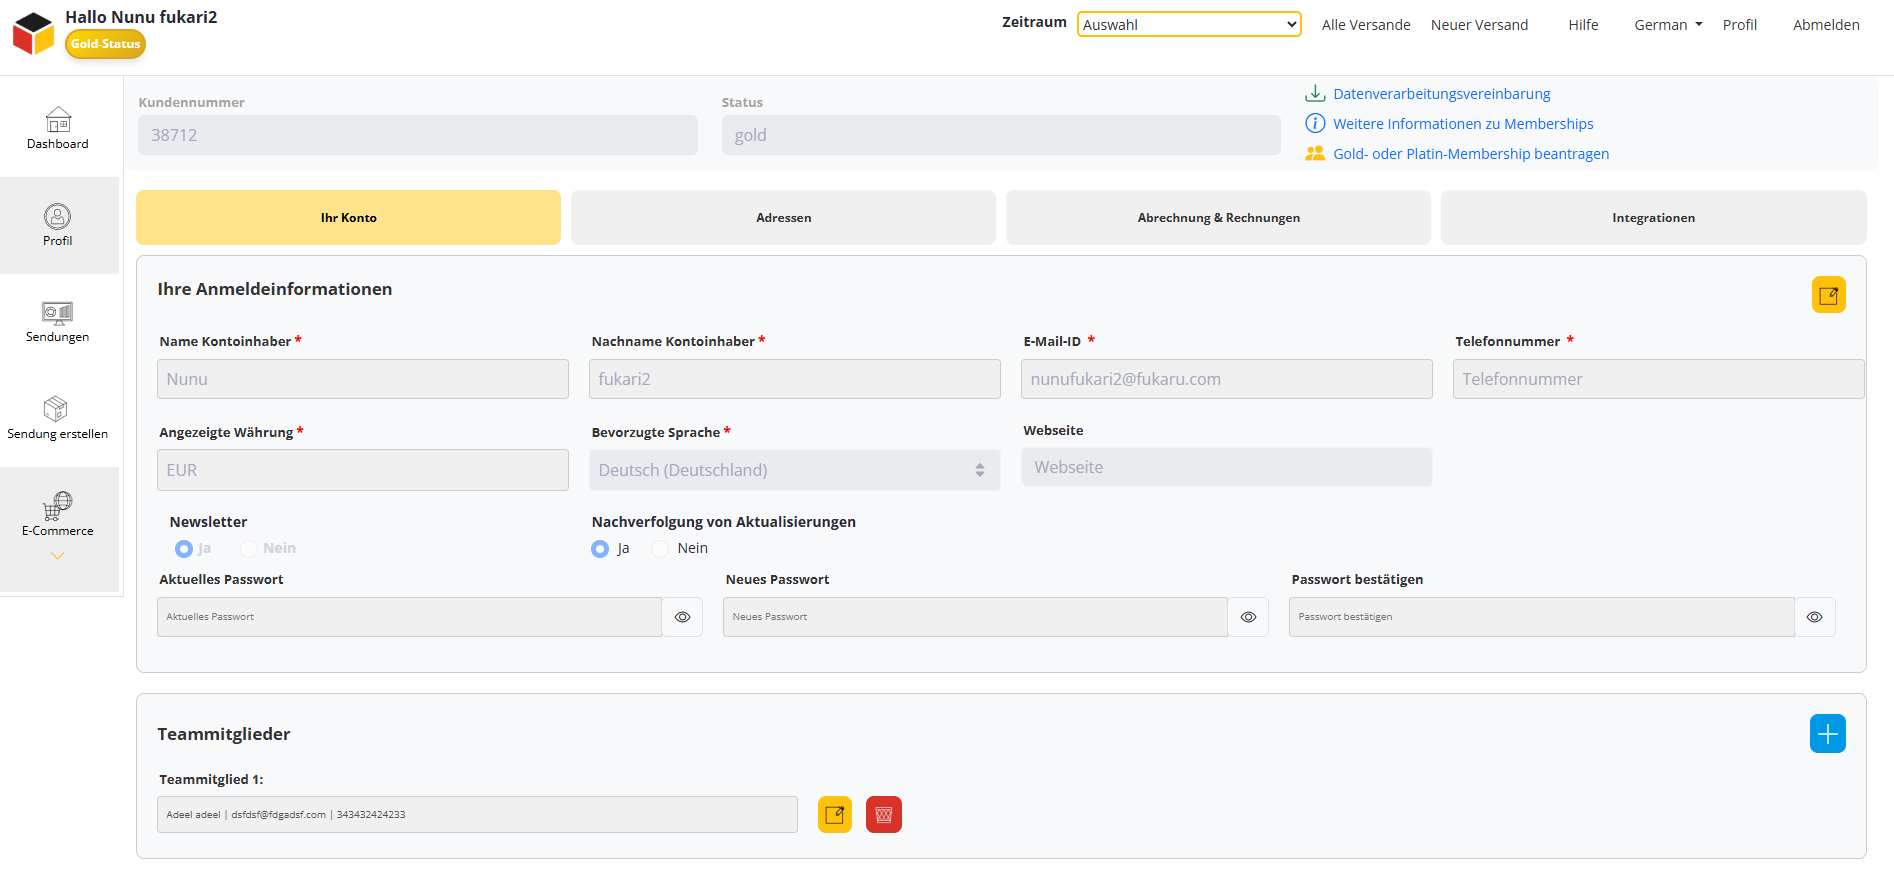 Hallo Nunu fukari2
Gold-Status
Zeitraum
Auswahl
Alle Versande
Neuer Versand
Hilfe
German
Profil
Abmelden
Dashboard
Profil
Sendungen
Sendung erstellen
E-Commerce
Kundennummer
38712
Status
gold
Datenverarbeitungsvereinbarung
Weitere Informationen zu Memberships
Gold- oder Platin-Membership beantragen
Ihr Konto
Adressen
Abrechnung & Rechnungen
Integrationen
Ihre Anmeldeinformationen
Name Kontoinhaber *
Nunu
Nachname Kontoinhaber *
fukari2
E-Mail-ID *
nunufukari2@fukaru.com
Telefonnummer *
Telefonnummer
Angezeigte Währung *
EUR
Bevorzugte Sprache *
Deutsch (Deutschland)
Webseite
Webseite
Newsletter
Ja
Nein
Nachverfolgung von Aktualisierungen
Ja
Nein
Aktuelles Passwort
Aktuelles Passwort
Neues Passwort
Neues Passwort
Passwort bestätigen
Passwort bestätigen
Teammitglieder
Teammitglied 1:
Adeel adeel | dsfdsf@fdgadsf.com | 343432424233